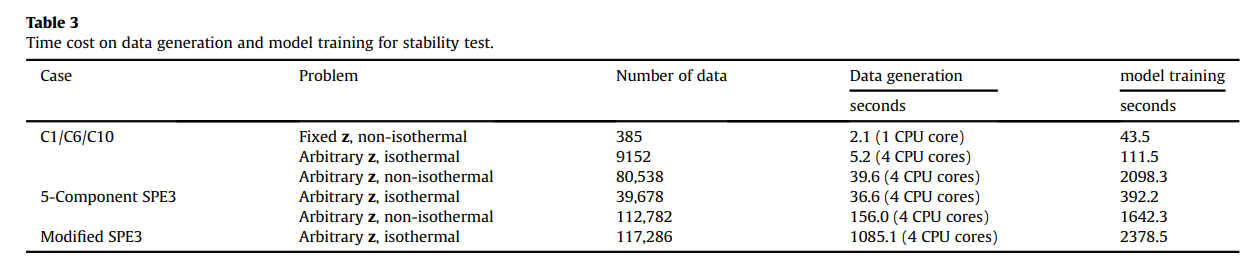 Table 3
Time cost on data generation and model training for stability test.
Case Problem Number of data Data generation model training
seconds seconds
C1/C6/C10 Fixed z, non-isothermal 385 2.1 (1 CPU core) 43.5
Arbitrary z, isothermal 9152 5.2 (4 CPU cores) 111.5
Arbitrary z, non-isothermal 80,538 39.6 (4 CPU cores) 2098.3
5-Component SPE3 Arbitrary z, isothermal 39,678 36.6 (4 CPU cores) 392.2
Arbitrary z, non-isothermal 112,782 156.0 (4 CPU cores) 1642.3
Modified SPE3 Arbitrary z, isothermal 117,286 1085.1 (4 CPU cores) 2378.5